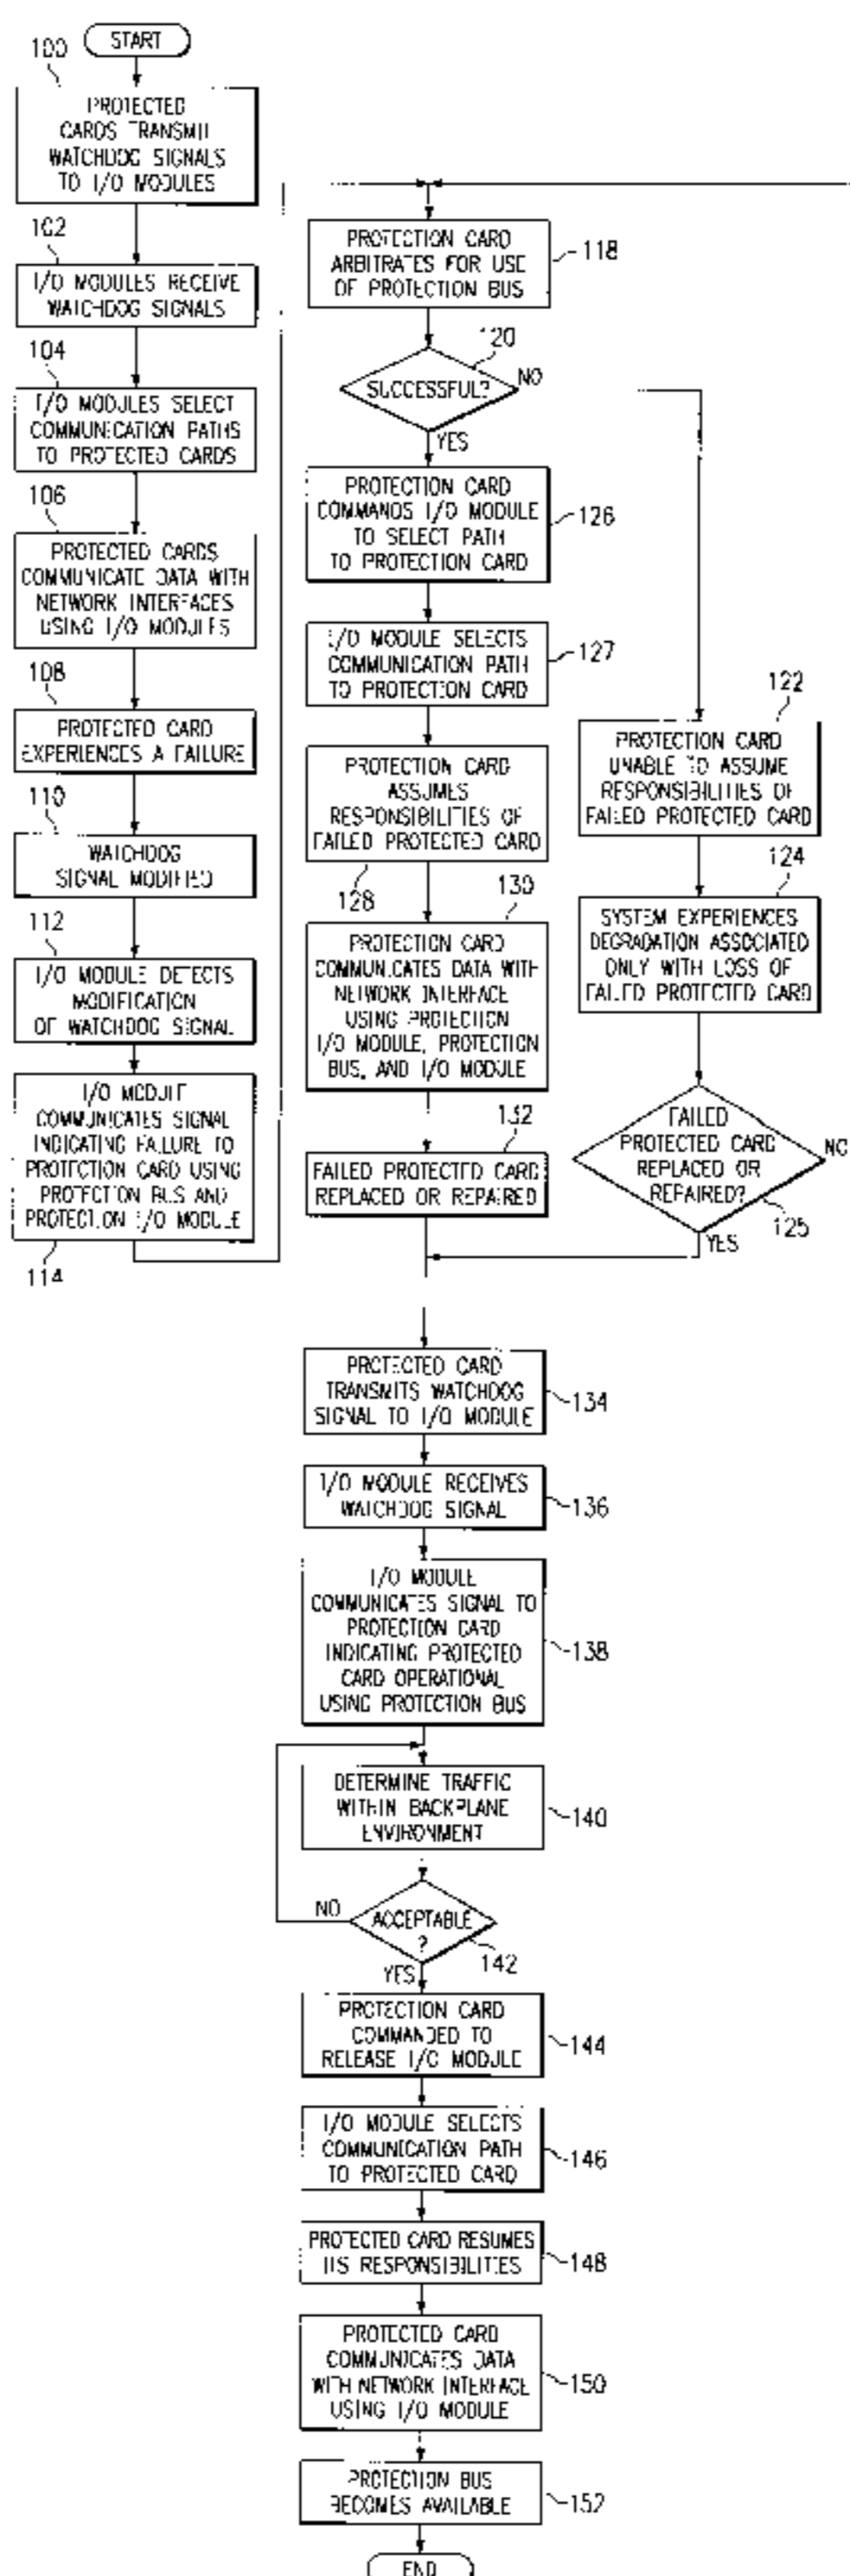 START
100
PROTECTED
CARDS TRANSMIT
WATCHDOG SIGNALS
TO I/O MODULES
102
I/O MODULES RECEIVE
WATCHDOG SIGNALS
104
I/O MODULES SELECT
COMMUNICATION PATHS
TO PROTECTED CARDS
106
PROTECTED CARDS
COMMUNICATE DATA WITH
NETWORK INTERFACES
USING I/O MODULES
108
PROTECTED CARD
EXPERIENCES A FAILURE
110
WATCHDOG
SIGNAL MODIFIED
112
I/O MODULE DETECTS
MODIFICATION
OF WATCHDOG SIGNAL
I/O MODULE
COMMUNICATES SIGNAL
INDICATING FAILURE TO
PROTECTION CARD USING
PROTECTION BUS AND
PROTECTION I/O MODULE
114
PROTECTION CARD
ARBITRATES FOR USE
OF PROTECTION BUS
118
120
SUCCESSFUL?
NO
YES
PROTECTION CARD
COMMANDS I/O MODULE
TO SELECT PATH
TO PROTECTION CARD
126
I/O MODULE SELECTS
COMMUNICATION PATH
TO PROTECTION CARD
127
PROTECTION CARD
ASSUMES
RESPONSIBILITIES OF
FAILED PROTECTED CARD
128
130
PROTECTION CARD
COMMUNICATES DATA WITH
NETWORK INTERFACE
USING PROTECTION
I/O MODULE, PROTECTION
BUS, AND I/O MODULE
132
FAILED PROTECTED CARD
REPLACED OR REPAIRED
122
PROTECTION CARD
UNABLE TO ASSUME
RESPONSIBILITIES OF
FAILED PROTECTED CARD
124
SYSTEM EXPERIENCES
DEGRADATION ASSOCIATED
ONLY WITH LOSS OF
FAILED PROTECTED CARD
FAILED
PROTECTED CARD
REPLACED OR
REPAIRED?
NO
125
YES
PROTECTED CARD
TRANSMITS WATCHDOG
SIGNAL TO I/O MODULE
134
I/O MODULE RECEIVES
WATCHDOG SIGNAL
136
I/O MODULE
COMMUNICATES SIGNAL TO
PROTECTION CARD
INDICATING PROTECTED
CARD OPERATIONAL
USING PROTECTION BUS
138
DETERMINE TRAFFIC
WITHIN BACKPLANE
ENVIRONMENT
140
NO
ACCEPTABLE
?
142
YES
PROTECTION CARD
COMMANDED TO
RELEASE I/O MODULE
144
I/O MODULE SELECTS
COMMUNICATION PATH
TO PROTECTED CARD
146
PROTECTED CARD RESUMES
ITS RESPONSIBILITIES
148
PROTECTED CARD
COMMUNICATES DATA
WITH NETWORK INTERFACE
USING I/O MODULE
150
PROTECTION BUS
BECOMES AVAILABLE
152
END